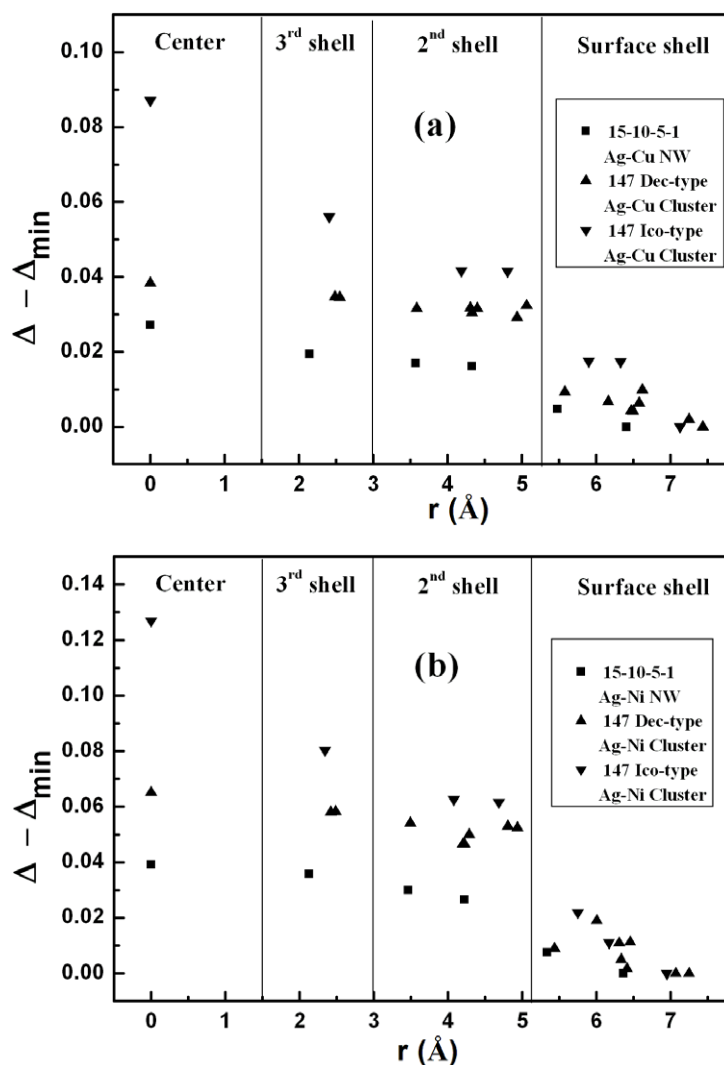 Center 3rd shell 2nd shell Surface shell
(a)
15-10-5-1
Ag-Cu NW
147 Dec-type
Ag-Cu Cluster
147 Ico-type
Ag-Cu Cluster
Δ − Δmin
0.10
0.08
0.06
0.04
0.02
0.00
0 1 2 3 4 5 6 7
r (Å)
Center 3rd shell 2nd shell Surface shell
(b)
15-10-5-1
Ag-Ni NW
147 Dec-type
Ag-Ni Cluster
147 Ico-type
Ag-Ni Cluster
Δ − Δmin
0.14
0.12
0.10
0.08
0.06
0.04
0.02
0.00
0 1 2 3 4 5 6 7
r (Å)